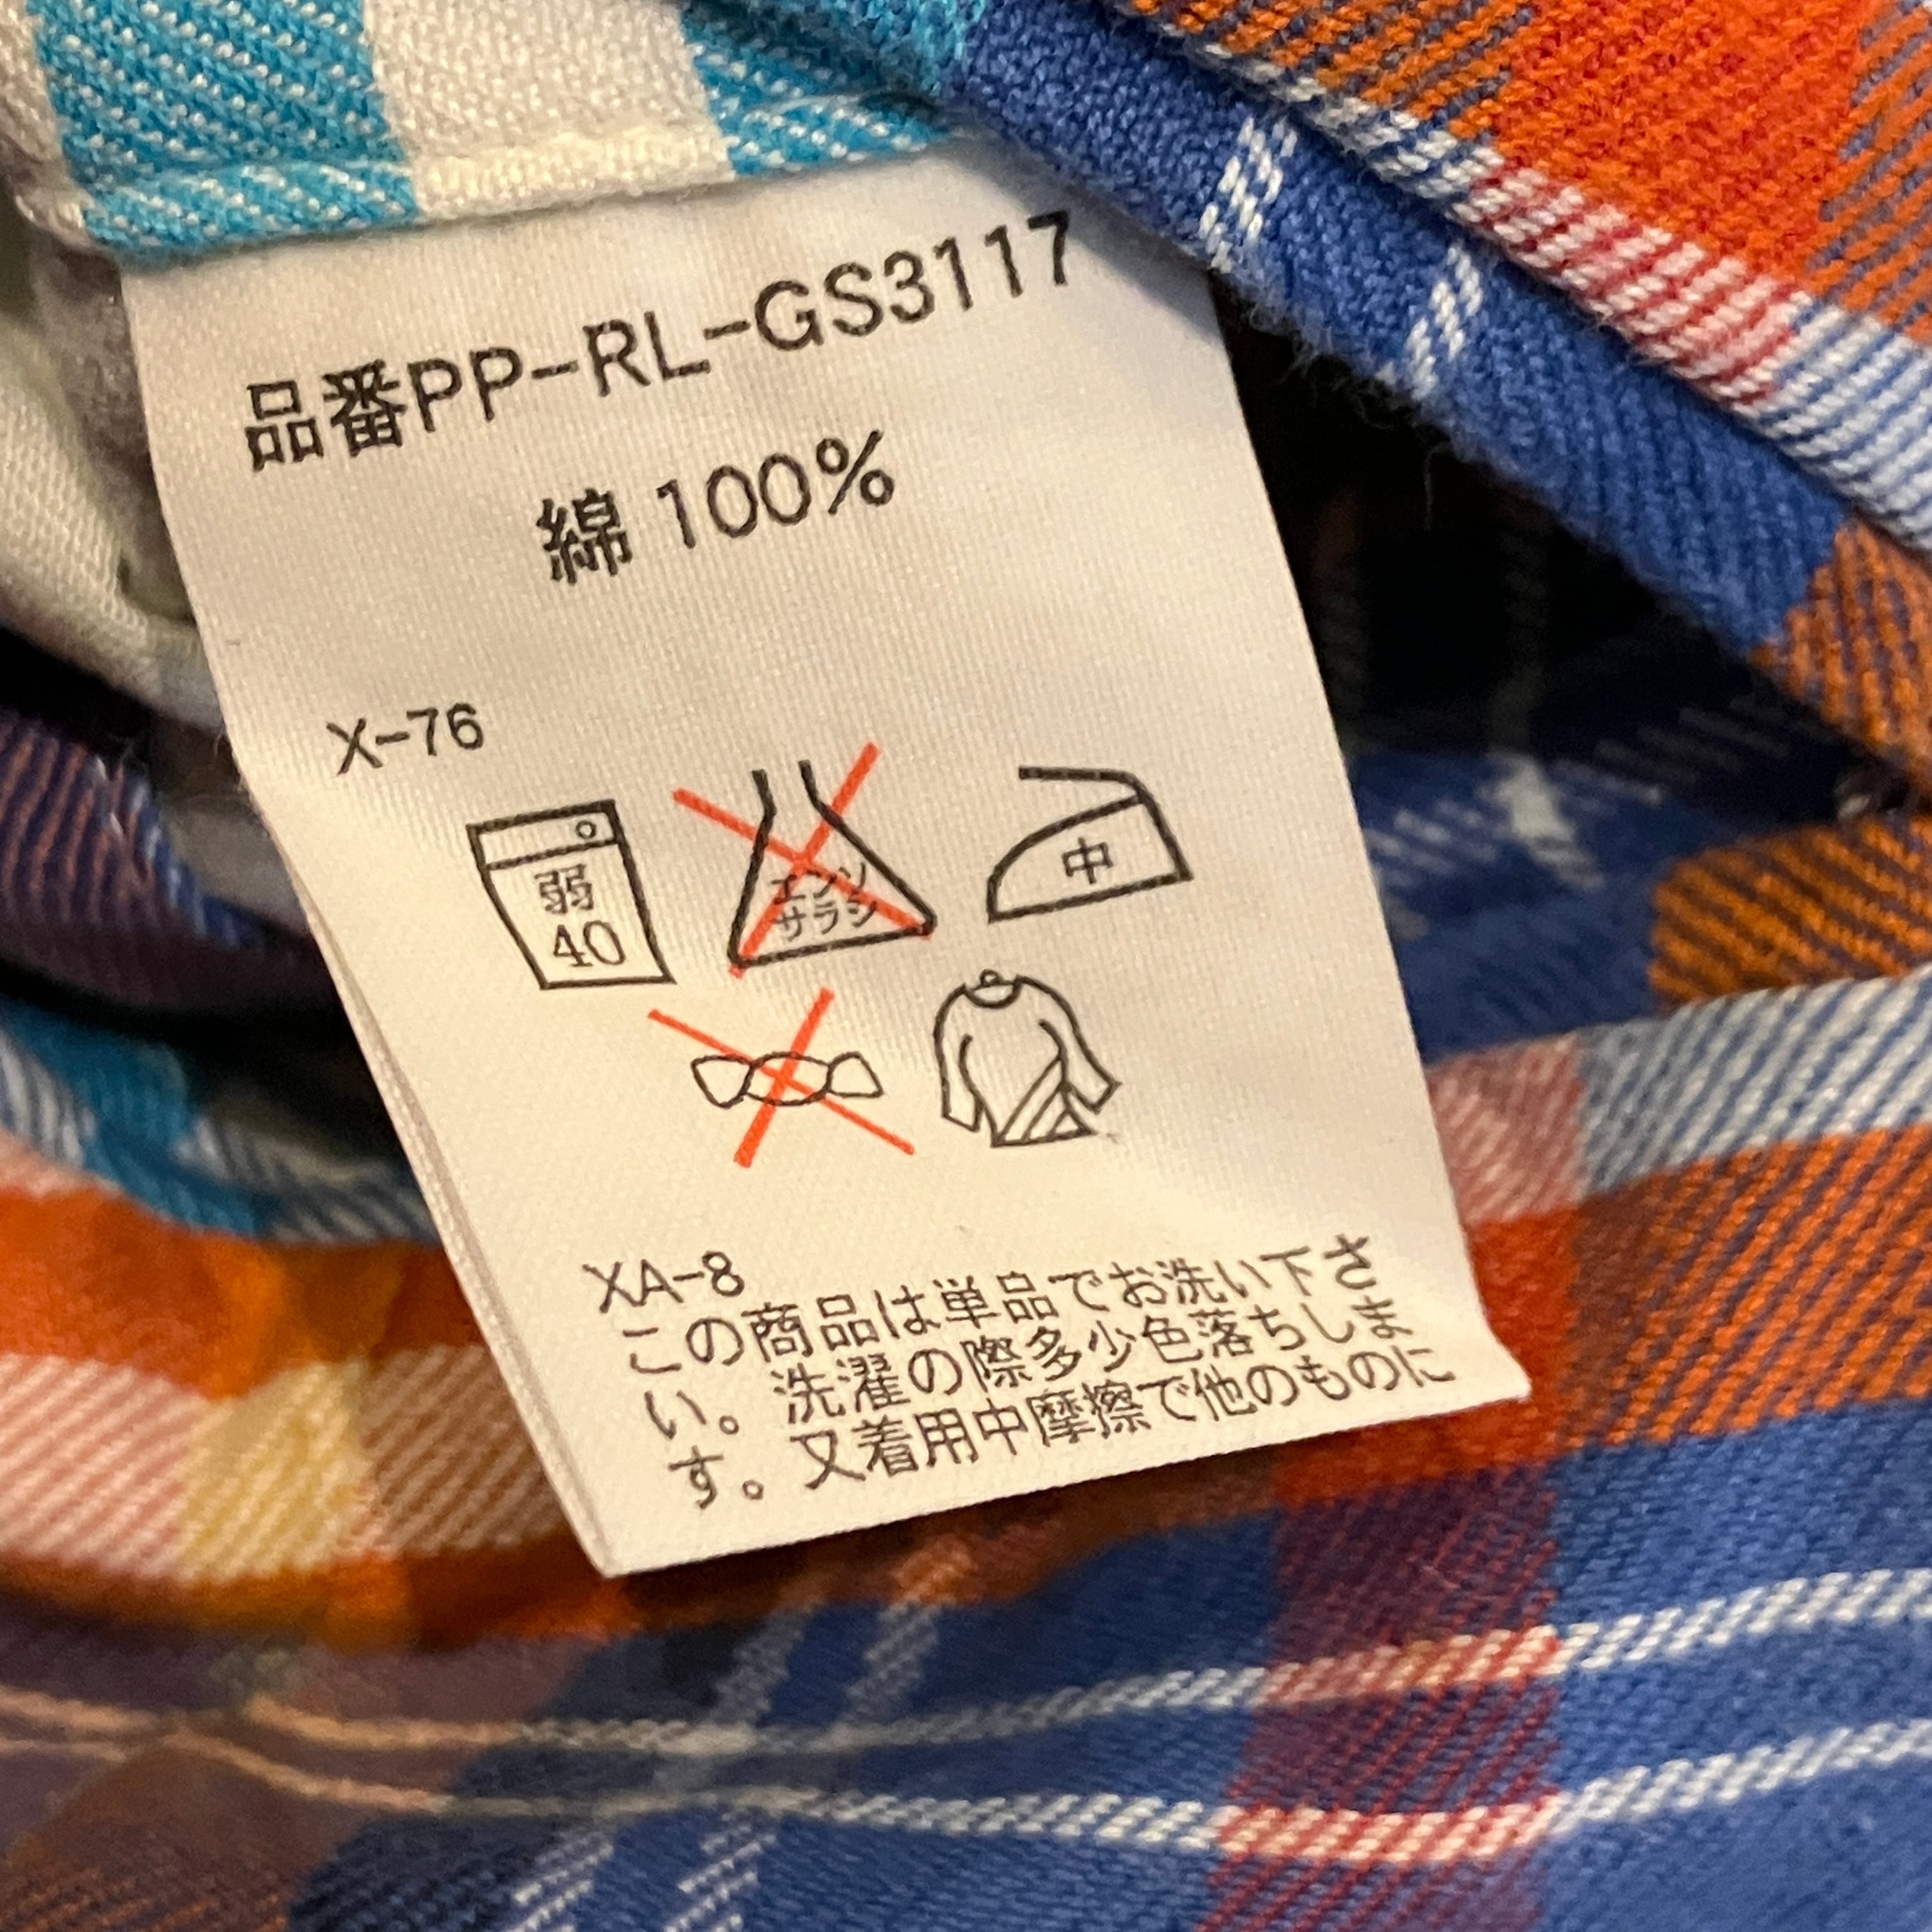 品番PP-RL-GS3117
綿 100%
X-76
弱
40
エンソ
サラシ
中
XA-8
この商品は単品でお洗い下さ
い。洗濯の際多少色落ちしま
す。又着用中摩擦で他のものに